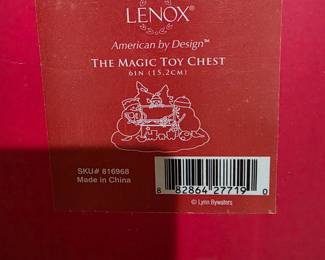 LENOX®
American by Design™
THE MAGIC TOY CHEST
6IN (15.2CM)
SKU# 816968
Made in China
8 82864 27719 0
© Lynn Bywaters